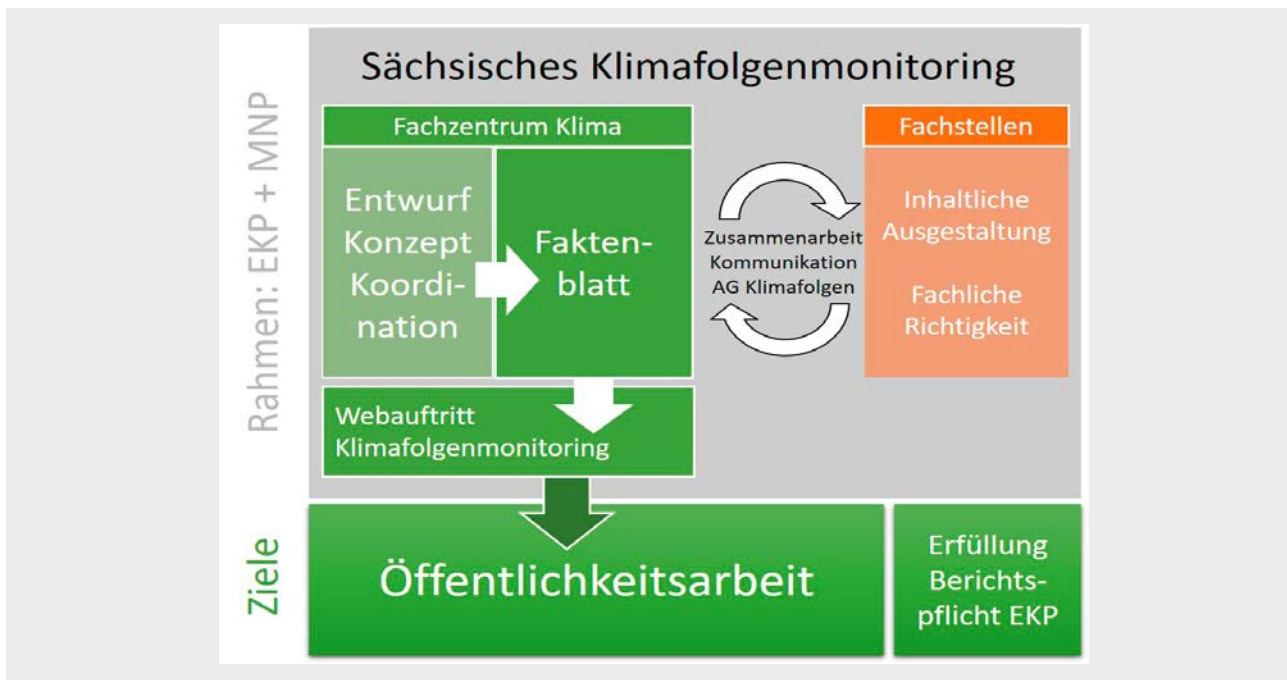 Sächsisches Klimafolgenmonitoring
Rahmen: EKP + MNP
Fachzentrum Klima
Entwurf
Konzept
Koordi-
nation
Fakten-
blatt
Zusammenarbeit
Kommunikation
AG Klimafolgen
Fachstellen
Inhaltliche
Ausgestaltung
Fachliche
Richtigkeit
Webauftritt
Klimafolgenmonitoring
Ziele
Öffentlichkeitsarbeit
Erfüllung
Berichts-
pflicht EKP